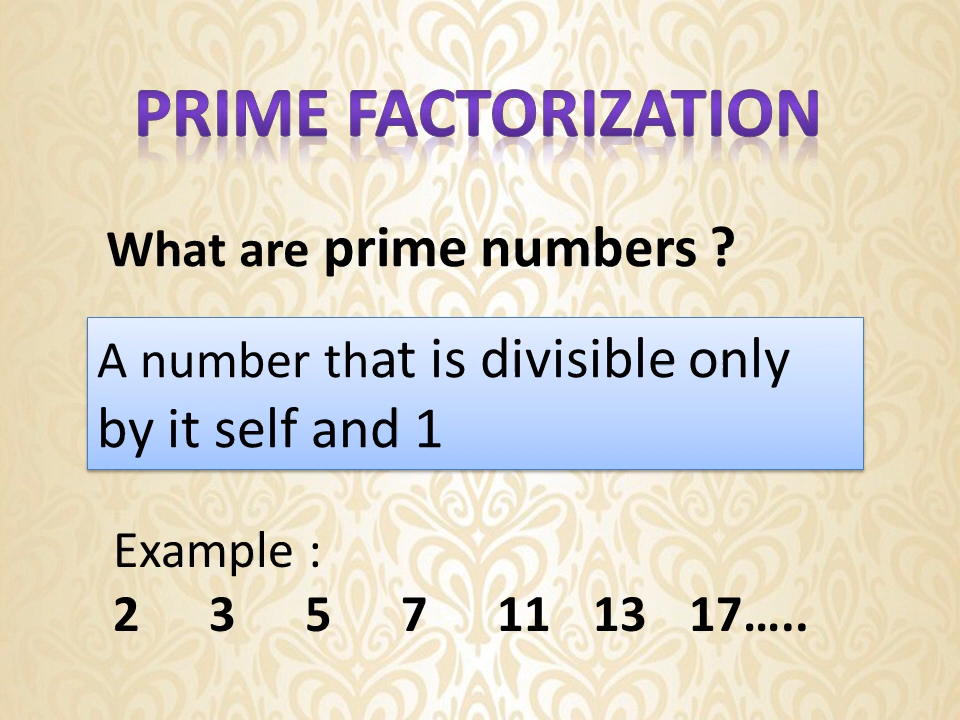 PRIME FACTORIZATION
What are prime numbers ?
A number that is divisible only
by it self and 1
Example :
2 3 5 7 11 13 17.....